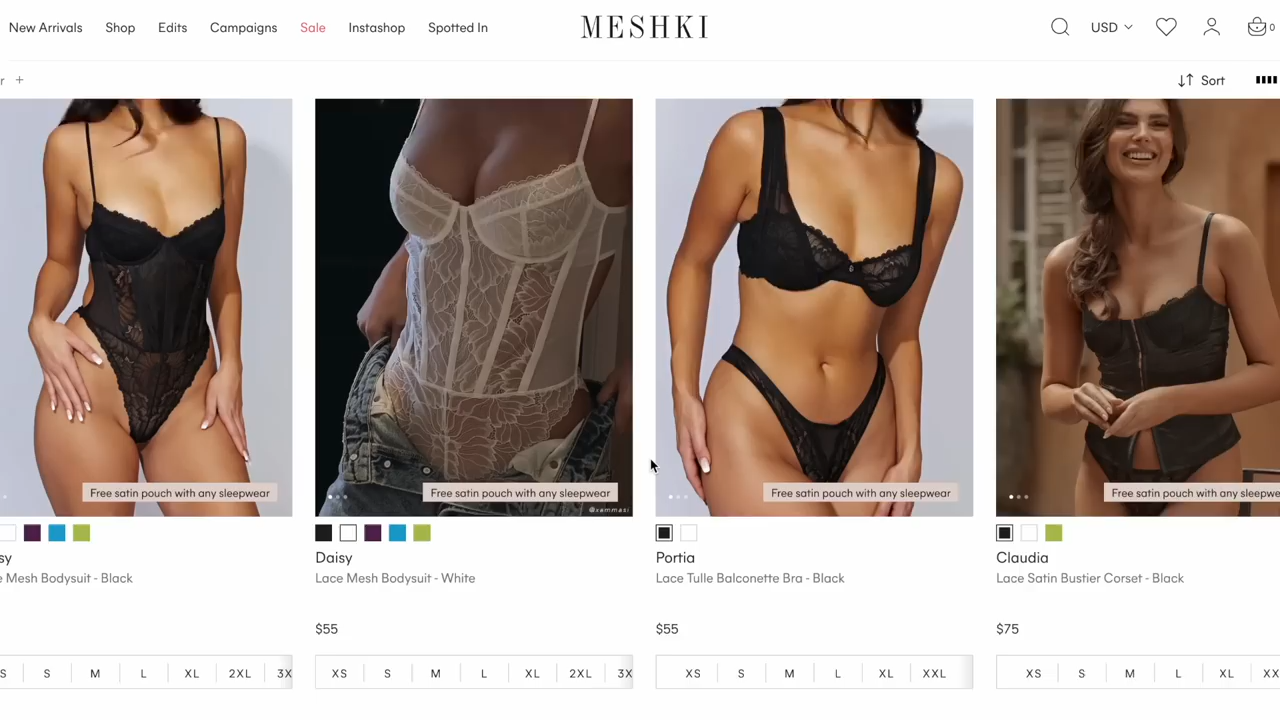 New Arrivals Shop Edits Campaigns Sale Instashop Spotted In MESHKI USD 0
r + Sort
Free satin pouch with any sleepwear Free satin pouch with any sleepwear Free satin pouch with any sleepwear Free satin pouch with any sleepwe
@xemmasi
sy Daisy Portia Claudia
e Mesh Bodysuit - Black Lace Mesh Bodysuit - White Lace Tulle Balconette Bra - Black Lace Satin Bustier Corset - Black
$55 $55 $75
S S M L XL 2XL 3X XS S M L XL 2XL 3X XS S M L XL XXL XS S M L XL XX